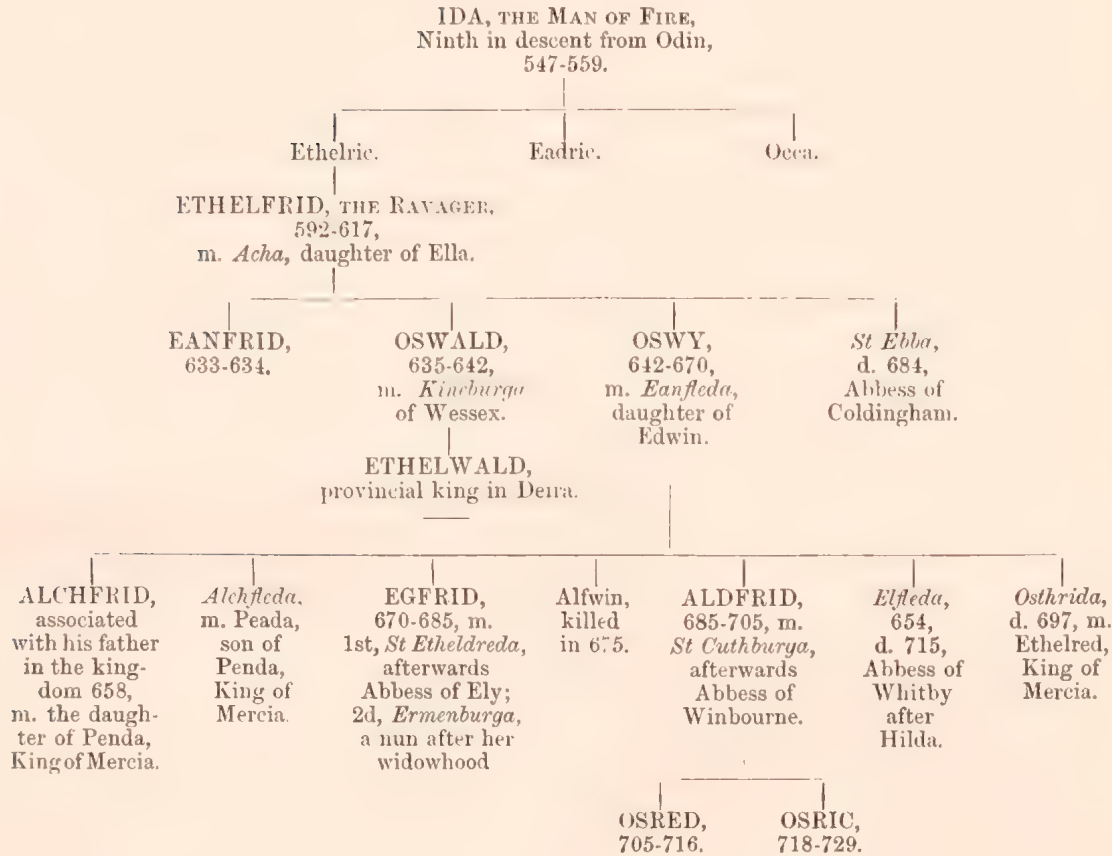 IDA, THE MAN OF FIRE,
Ninth in descent from Odin,
547-559.
Ethelric.
Eadric.
Occa.
ETHELFRID, THE RAVAGER,
592-617,
m. Acha, daughter of Ella.
EANFRID,
633-634.
OSWALD,
635-642,
m. Kineburga
of Wessex.
OSWY,
642-670,
m. Eanfleda,
daughter of
Edwin.
St Ebba,
d. 684,
Abbess of
Coldingham.
ETHELWALD,
provincial king in Deira.
ALCHFRID,
associated
with his father
in the king-
dom 658,
m. the daugh-
ter of Penda,
King of Mercia.
Alchfleda,
m. Peada,
son of
Penda,
King of
Mercia.
EGFRID,
670-685, m.
1st, St Etheldreda,
afterwards
Abbess of Ely;
2d, Ermenburga,
a nun after her
widowhood
Alfwin,
killed
in 675.
ALDFRID,
685-705, m.
St Cuthburga,
afterwards
Abbess of
Winbourne.
Elfleda,
654,
d. 715,
Abbess of
Whitby
after
Hilda.
Osthrida,
d. 697, m.
Ethelred,
King of
Mercia.
OSRED,
705-716.
OSRIC,
718-729.